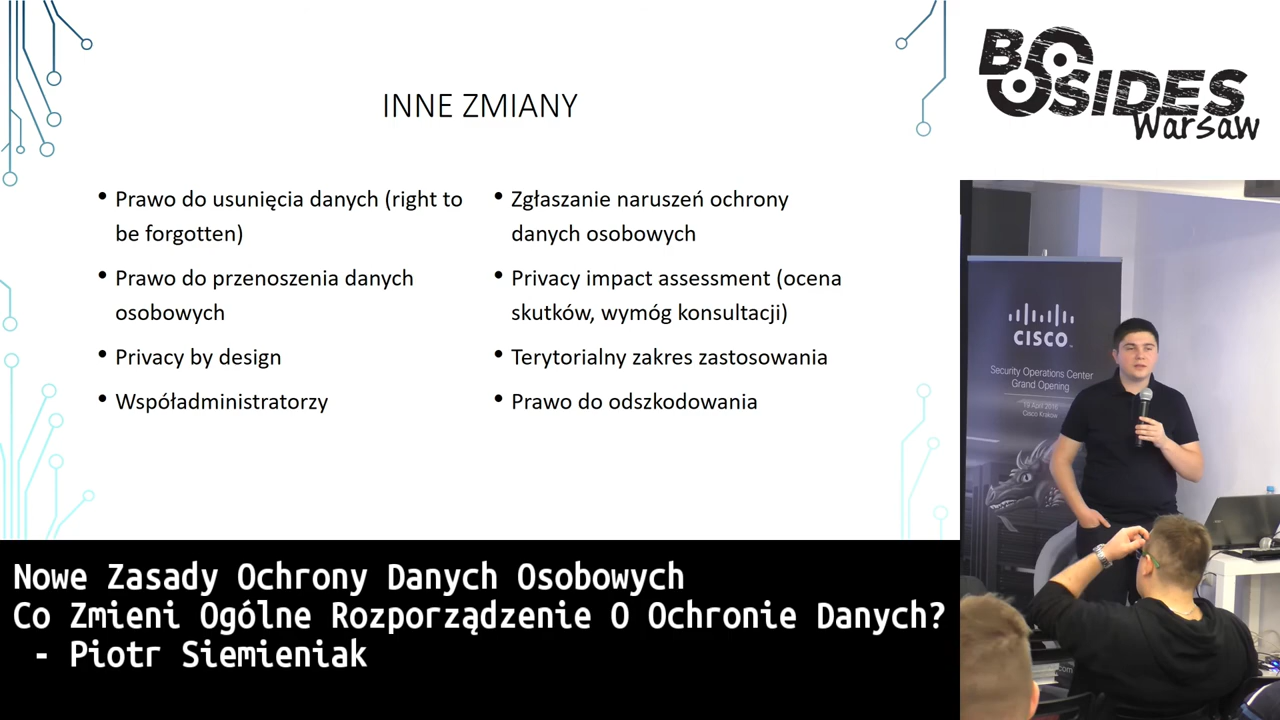 INNE ZMIANY
• Prawo do usunięcia danych (right to
be forgotten)
• Prawo do przenoszenia danych
osobowych
• Privacy by design
• Współadministratorzy
• Zgłaszanie naruszeń ochrony
danych osobowych
• Privacy impact assessment (ocena
skutków, wymóg konsultacji)
• Terytorialny zakres zastosowania
• Prawo do odszkodowania
BSIDES
Warsaw
CISCO
Security Operations Center
Grand Opening
Cisco Krakow
.com
Nowe Zasady Ochrony Danych Osobowych
Co Zmieni Ogólne Rozporządzenie O Ochronie Danych?
- Piotr Siemieniak